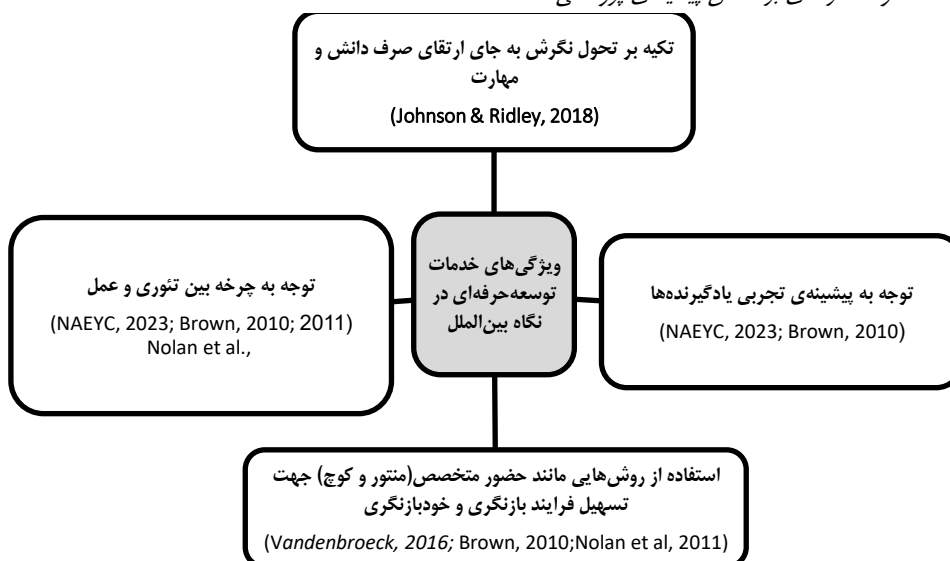 تکیه بر تحول نگرش به جای ارتقای صرف دانش و
مهارت
(Johnson & Ridley, 2018)
توجه به پیشینه‌ی تجربی یادگیرنده‌ها
(NAEYC, 2023; Brown, 2010)
ویژگی‌های خدمات
توسعه‌حرفه‌ای در
نگاه بین‌الملل
توجه به چرخه بین تئوری و عمل
(NAEYC, 2023; Brown, 2010; 2011)
Nolan et al.,
استفاده از روش‌هایی مانند حضور متخصص(منتور و کوچ) جهت
تسهیل فرایند بازنگری و خودبازنگری
(Vandenbroeck, 2016; Brown, 2010;Nolan et al, 2011)